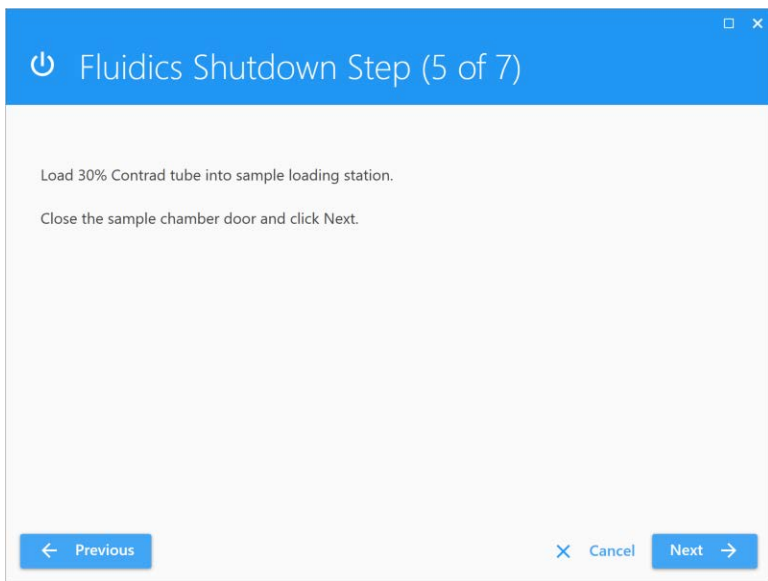 Fluidics Shutdown Step (5 of 7)
Load 30% Contrad tube into sample loading station.
Close the sample chamber door and click Next.
Previous
Cancel
Next